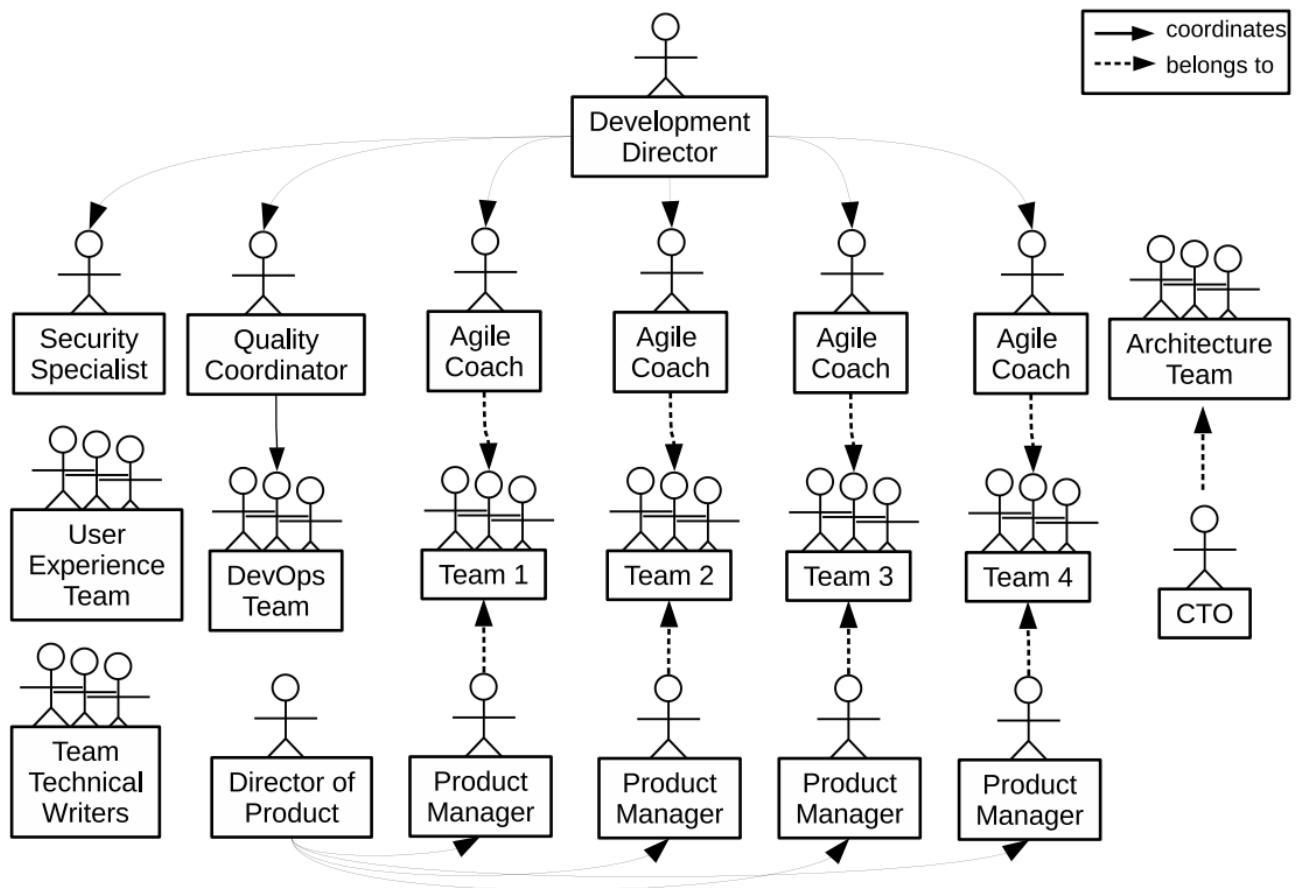 coordinates
belongs to
Development
Director
Security
Specialist
Quality
Coordinator
Agile
Coach
Agile
Coach
Agile
Coach
Agile
Coach
Architecture
Team
User
Experience
Team
DevOps
Team
Team 1
Team 2
Team 3
Team 4
CTO
Team
Technical
Writers
Director of
Product
Product
Manager
Product
Manager
Product
Manager
Product
Manager